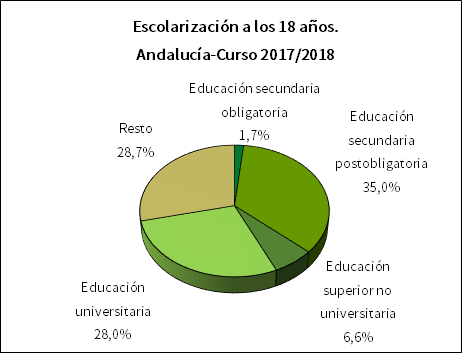 Escolarización a los 18 años.
Andalucía-Curso 2017/2018
Educación secundaria
obligatoria
1,7%
Educación
secundaria
postobligatoria
35,0%
Educación
superior no
universitaria
6,6%
Educación
universitaria
28,0%
Resto
28,7%